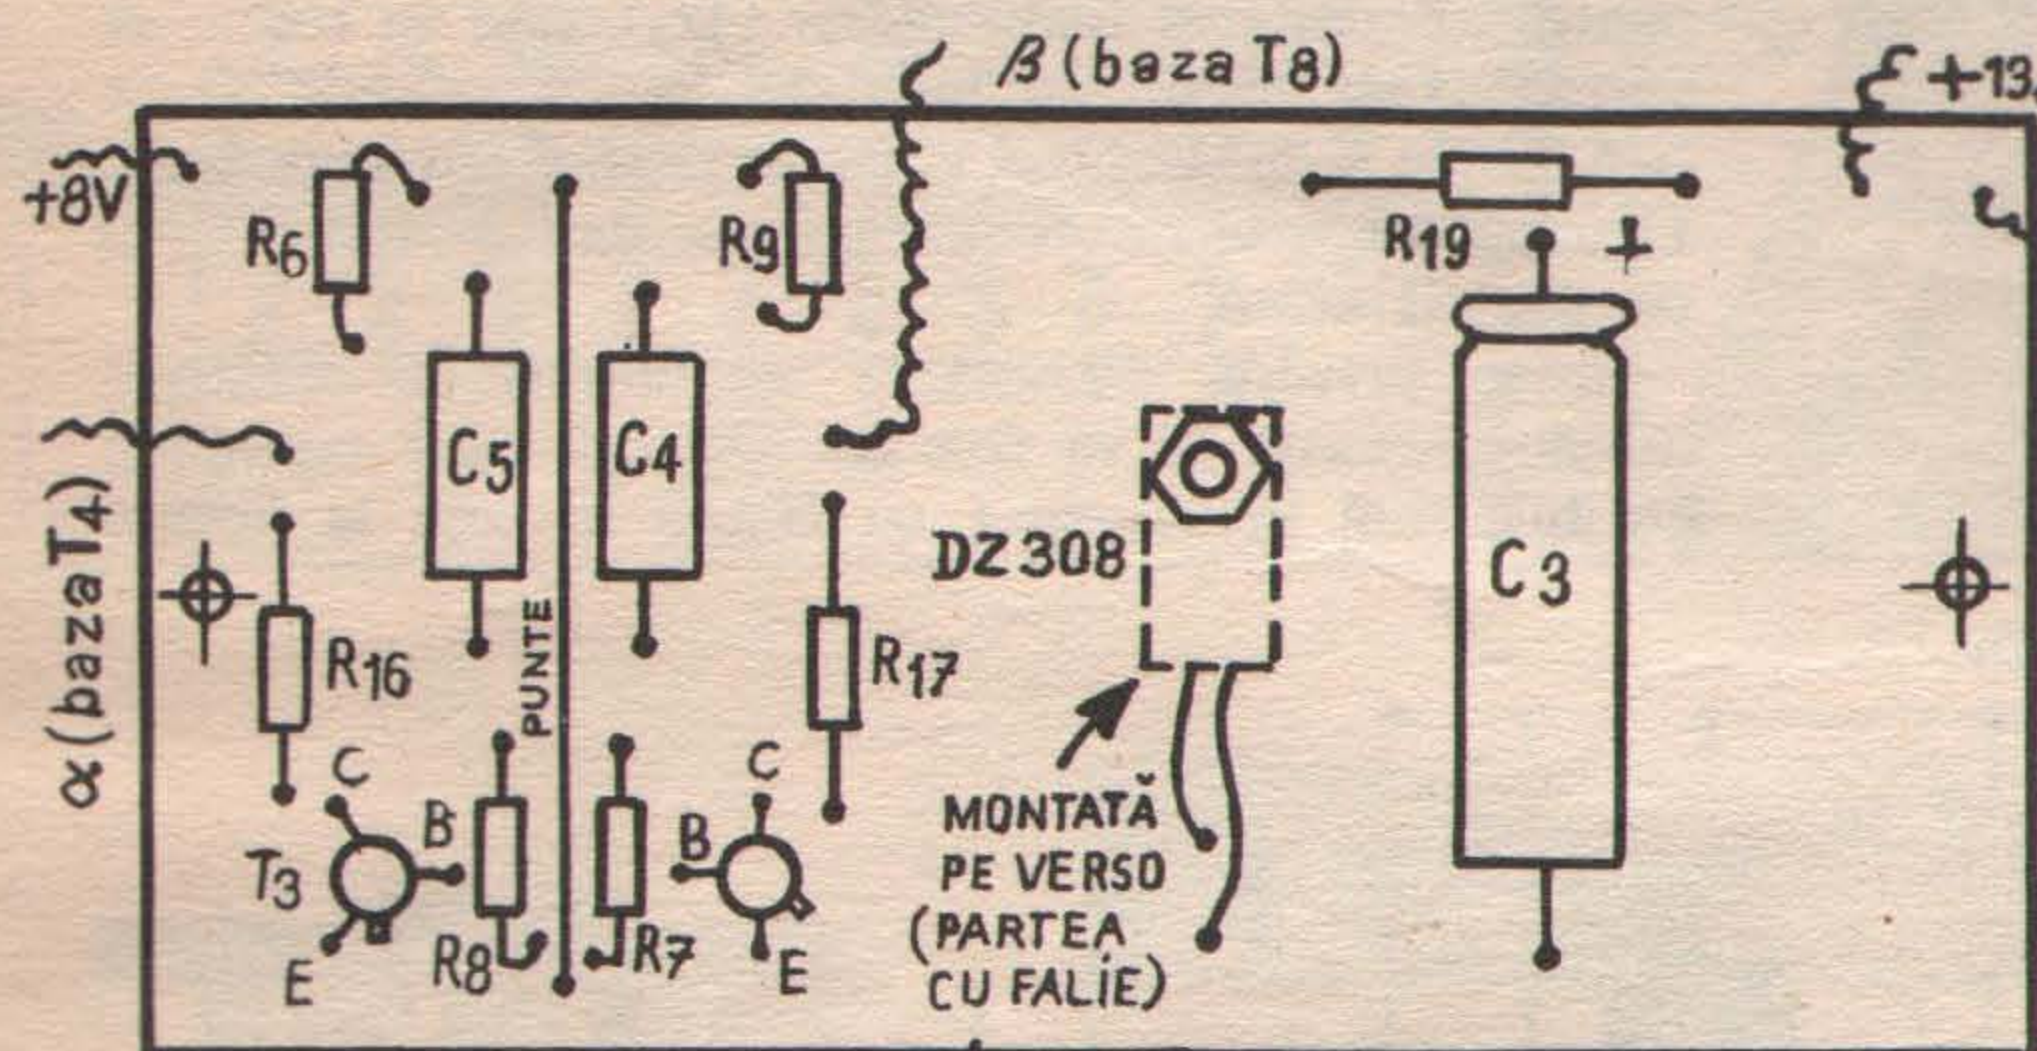 β (baza T8)
+13
+8V
R6
R9
R19
+
C5
C4
DZ308
C3
α (baza T4)
R16
PUNTE
R17
C
B
T3
E
R8
R7
C
B
E
MONTATĂ
PE VERSO
(PARTEA
CU FALIE)